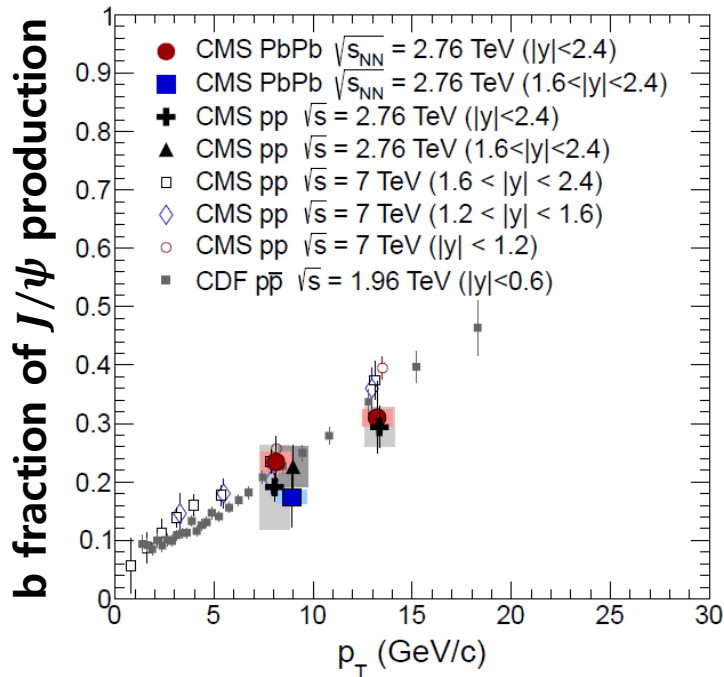 b fraction of J/ψ production
1
0.9
0.8
0.7
0.6
0.5
0.4
0.3
0.2
0.1
0
CMS PbPb √s_NN = 2.76 TeV (|y|<2.4)
CMS PbPb √s_NN = 2.76 TeV (1.6<|y|<2.4)
CMS pp √s = 2.76 TeV (|y|<2.4)
CMS pp √s = 2.76 TeV (1.6<|y|<2.4)
CMS pp √s = 7 TeV (1.6 < |y| < 2.4)
CMS pp √s = 7 TeV (1.2 < |y| < 1.6)
CMS pp √s = 7 TeV (|y| < 1.2)
CDF pp̅ √s = 1.96 TeV (|y|<0.6)
0 5 10 15 20 25 30
p_T (GeV/c)